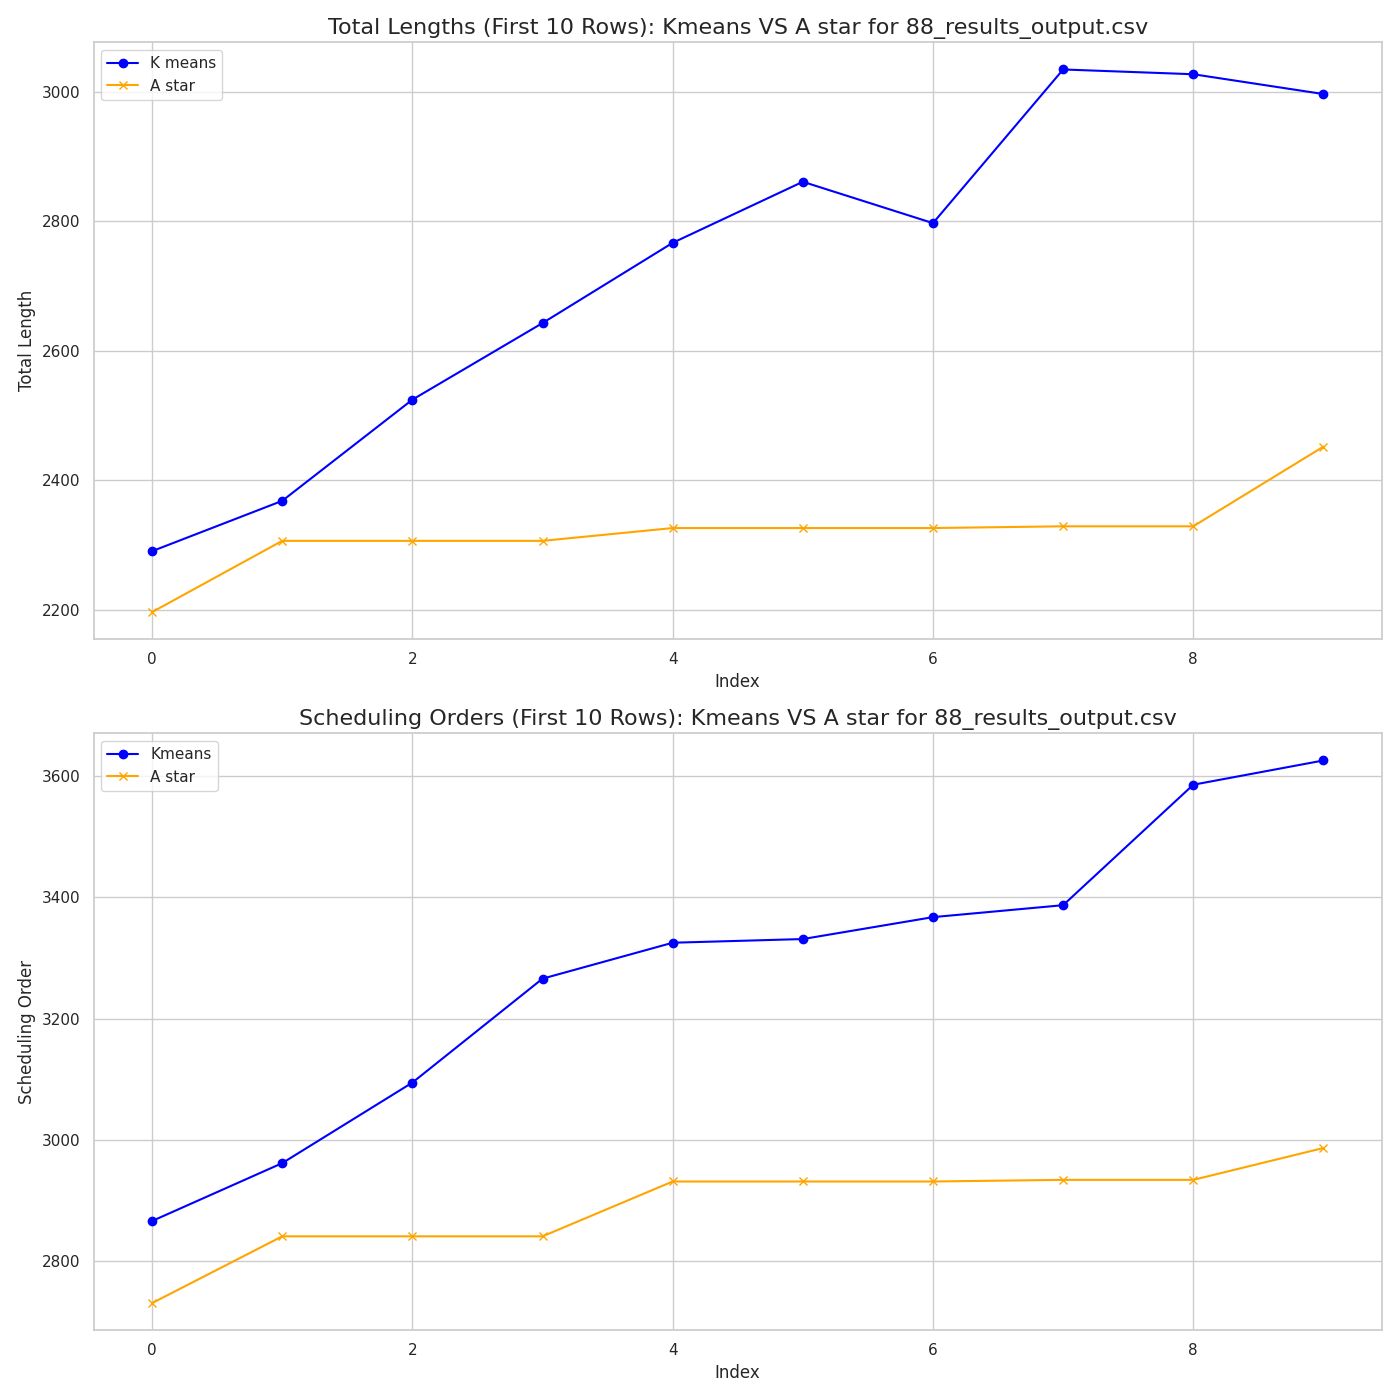 Total Lengths (First 10 Rows): Kmeans VS A star for 88_results_output.csv
K means
A star
3000
2800
2600
2400
2200
Total Length
0 2 4 6 8
Index
Scheduling Orders (First 10 Rows): Kmeans VS A star for 88_results_output.csv
Kmeans
A star
3600
3400
3200
3000
2800
Scheduling Order
0 2 4 6 8
Index